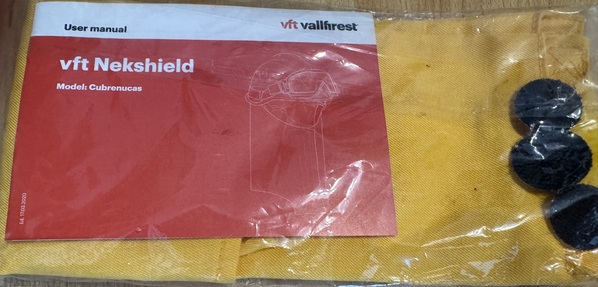 User manual
vft vallfirest
vft Nekshield
Model: Cubrenucas